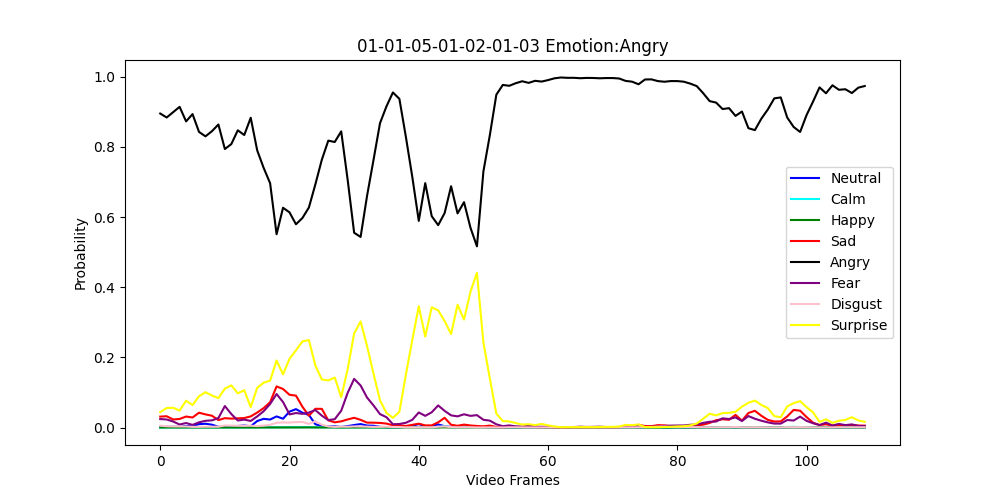 01-01-05-01-02-01-03 Emotion:Angry
1.0
0.8
0.6
0.4
0.2
0.0
Probability
0 20 40 60 80 100
Video Frames
Neutral
Calm
Happy
Sad
Angry
Fear
Disgust
Surprise